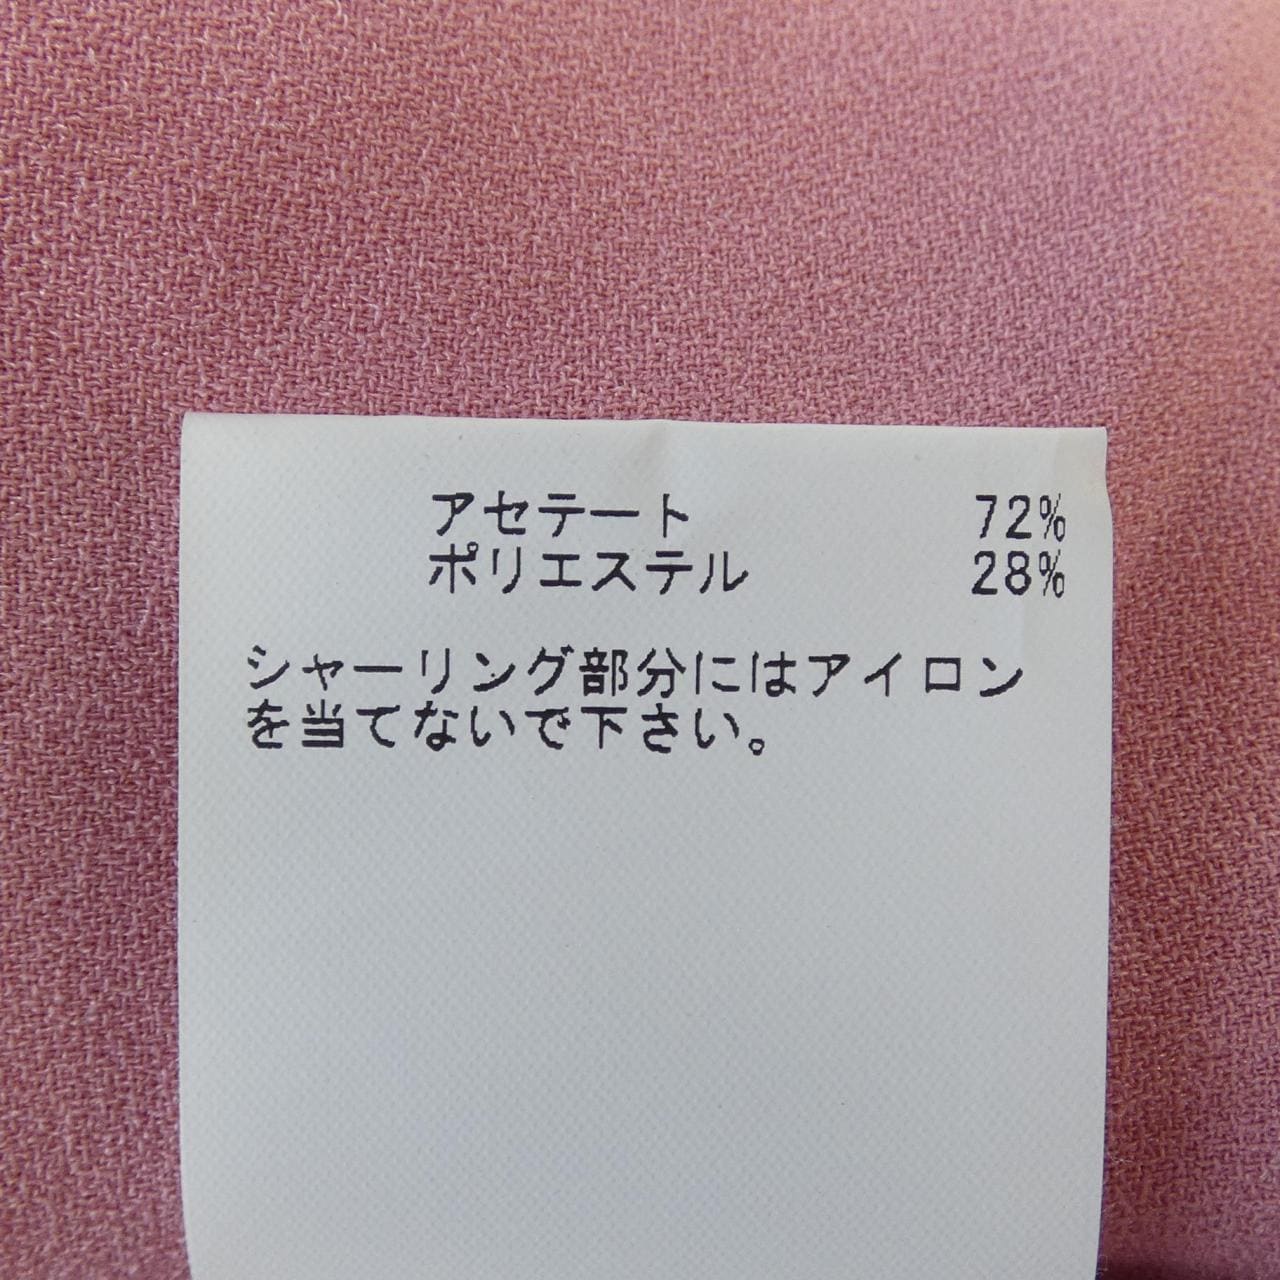 アセテート 72%
ポリエステル 28%
シャーリング部分にはアイロン
を当てないで下さい。